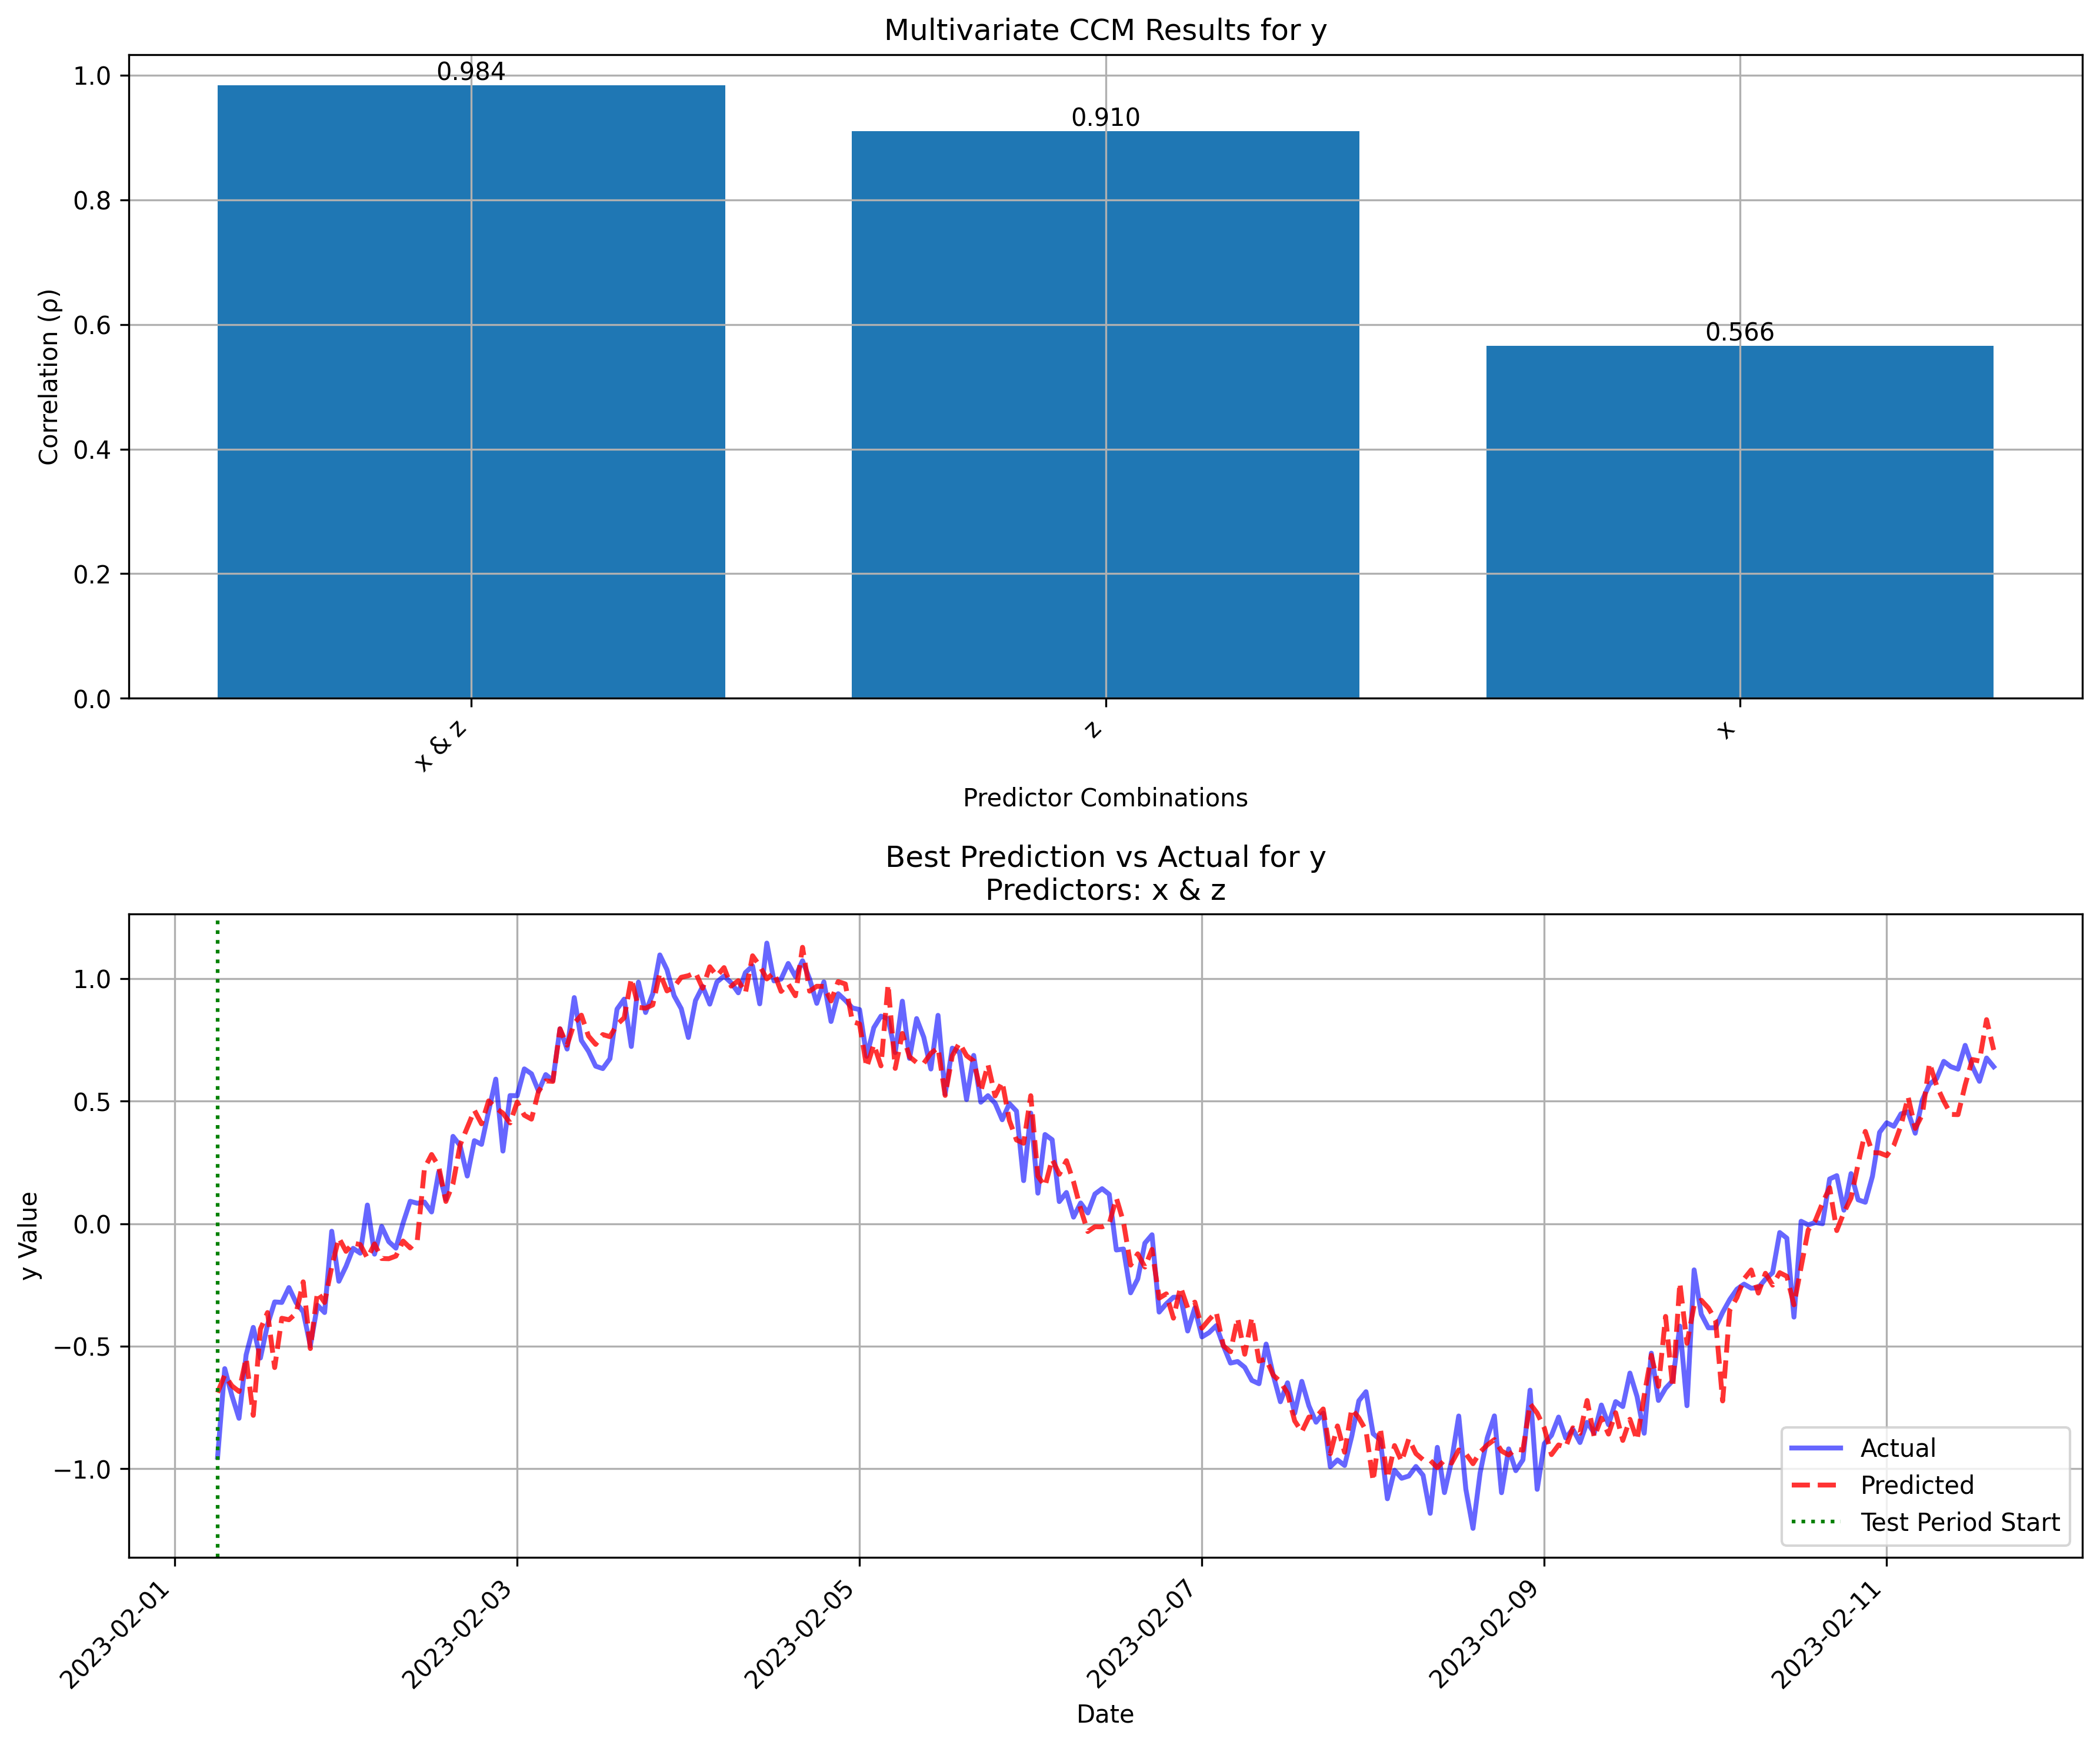 Multivariate CCM Results for y
1.0
0.8
0.6
0.4
0.2
0.0
Correlation (ρ)
0.984
0.910
0.566
x & z
z
x
Predictor Combinations
Best Prediction vs Actual for y
Predictors: x & z
1.0
0.5
0.0
−0.5
−1.0
y Value
Actual
Predicted
Test Period Start
2023-02-01
2023-02-03
2023-02-05
2023-02-07
2023-02-09
2023-02-11
Date